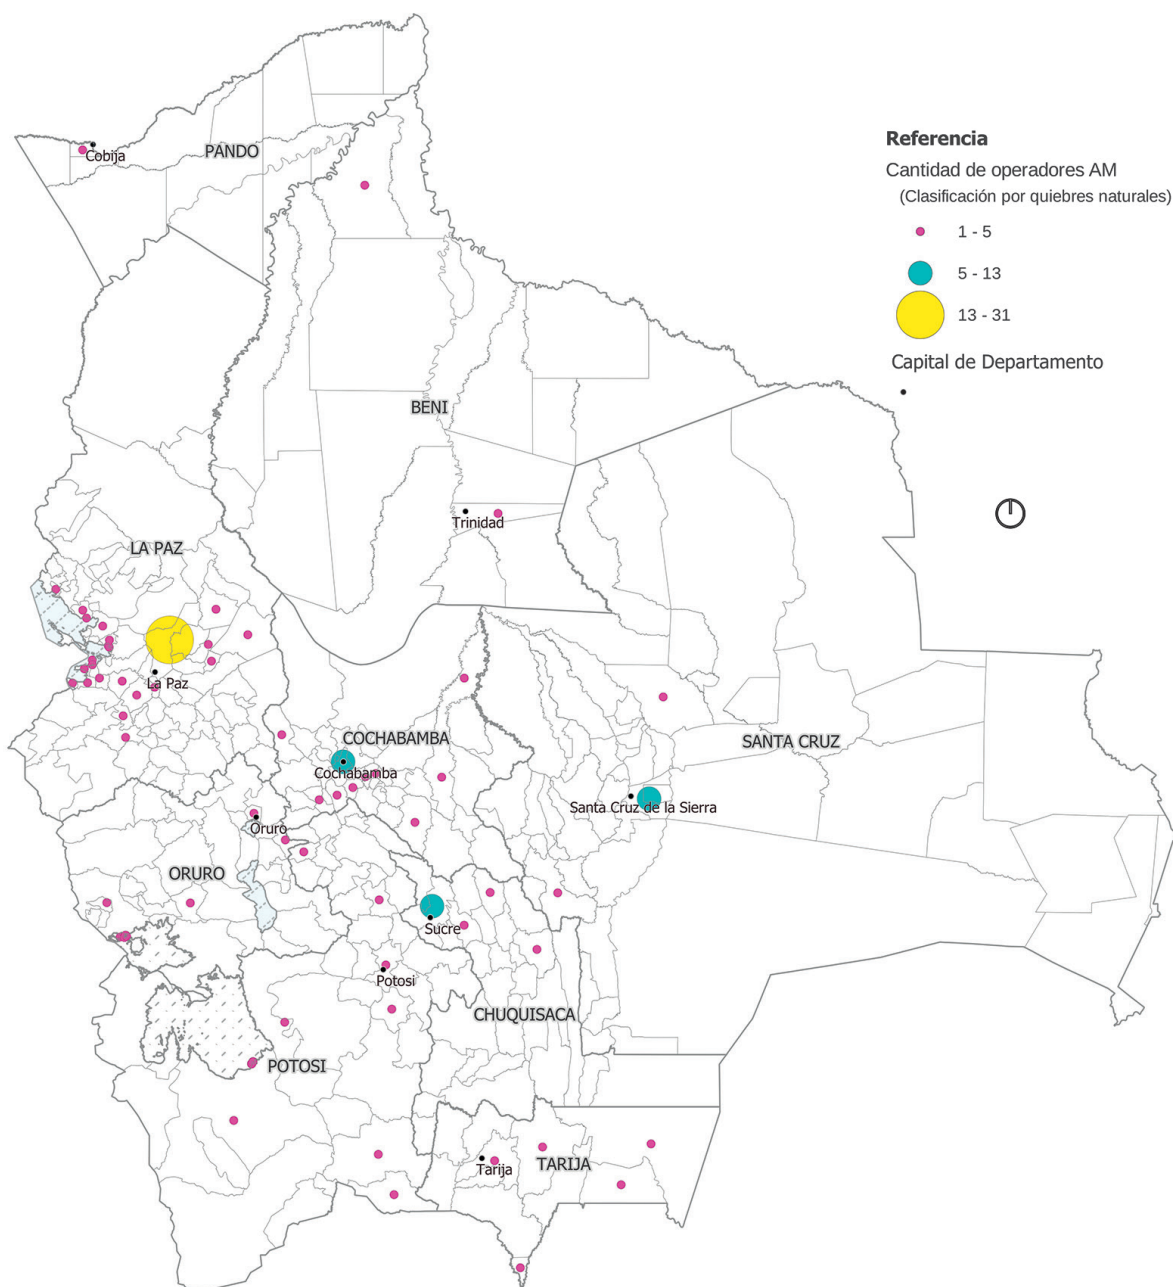 Referencia
Cantidad de operadores AM
(Clasificación por quiebres naturales)
1 - 5
5 - 13
13 - 31
Capital de Departamento
Cobija
PANDO
BENI
Trinidad
LA PAZ
La Paz
COCHABAMBA
Cochabamba
SANTA CRUZ
Santa Cruz de la Sierra
Oruro
ORURO
Sucre
Potosi
CHUQUISACA
POTOSI
Tarija
TARIJA